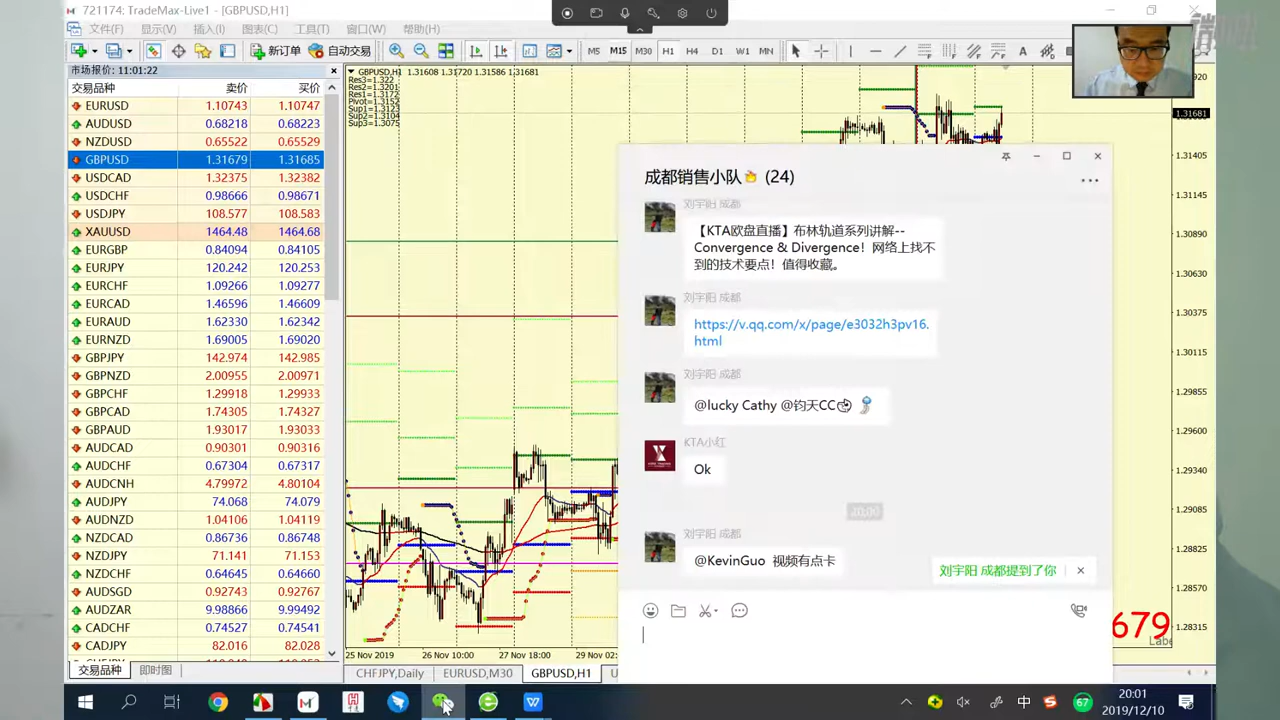 721174: TradeMax-Live1 - [GBPUSD,H1]
文件(F) 显示(V) 插入(I) 图表(C) 工具(T) 窗口(W) 帮助(H)
新订单 自动交易 M5 M15 M30 H1 H4 D1 W1 MN A
市场报价: 11:01:22
交易品种 卖价 买价
EURUSD 1.10743 1.10747
AUDUSD 0.68218 0.68223
NZDUSD 0.65522 0.65529
GBPUSD 1.31679 1.31685
USDCAD 1.32375 1.32382
USDCHF 0.98666 0.98671
USDJPY 108.577 108.583
XAUUSD 1464.48 1464.68
EURGBP 0.84094 0.84105
EURJPY 120.242 120.253
EURCHF 1.09266 1.09277
EURCAD 1.46596 1.46609
EURAUD 1.62330 1.62342
EURNZD 1.69005 1.69020
GBPJPY 142.974 142.985
GBPNZD 2.00955 2.00971
GBPCHF 1.29918 1.29933
GBPCAD 1.74305 1.74327
GBPAUD 1.93017 1.93033
AUDCAD 0.90301 0.90316
AUDCHF 0.67304 0.67317
AUDCNH 4.79972 4.80104
AUDJPY 74.068 74.079
AUDNZD 1.04106 1.04119
NZDCAD 0.86736 0.86748
NZDJPY 71.141 71.153
NZDCHF 0.64645 0.64660
AUDSGD 0.92743 0.92767
AUDZAR 9.98866 9.99492
CADCHF 0.74527 0.74541
CADJPY 82.016 82.028
交易品种 即时图
GBPUSD,H1 1.31608 1.31720 1.31586 1.31681
Res3=1.322
Res2=1.3201
Res1=1.3172
Pivot=1.3152
Sup1=1.3123
Sup2=1.3104
Sup3=1.3075
1.31681
1.31405
1.31145
1.30890
1.30630
1.30375
1.30115
1.29855
1.29600
1.29340
1.29085
1.28825
1.28570
1.28315
679
25 Nov 2019 26 Nov 10:00 27 Nov 18:00 29 Nov 02:
CHFJPY,Daily EURUSD,M30 GBPUSD,H1
成都销售小队 (24)
刘宇阳 成都
【KTA欧盘直播】布林轨道系列讲解--
Convergence & Divergence！网络上找不
到的技术要点！值得收藏。
刘宇阳 成都
https://v.qq.com/x/page/e3032h3pv16.
html
刘宇阳 成都
@lucky Cathy @钧天CC
KTA小红
Ok
20:00
刘宇阳 成都
@KevinGuo 视频有点卡
刘宇阳 成都提到了你
中 67
20:01
2019/12/10